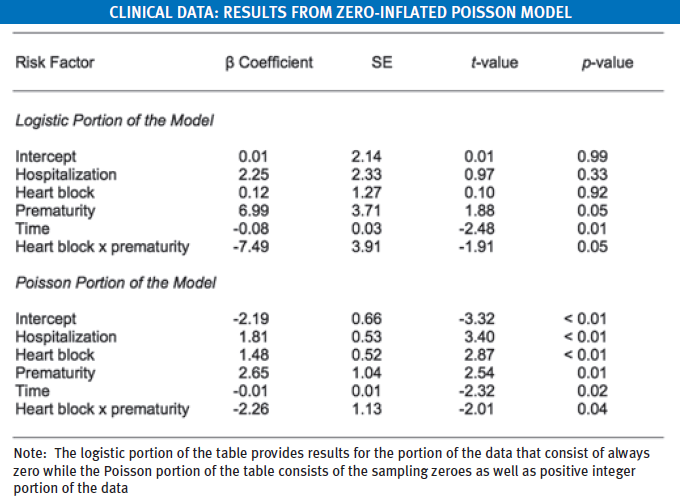 CLINICAL DATA: RESULTS FROM ZERO-INFLATED POISSON MODEL
Risk Factor β Coefficient SE t-value p-value
Logistic Portion of the Model
Intercept 0.01 2.14 0.01 0.99
Hospitalization 2.25 2.33 0.97 0.33
Heart block 0.12 1.27 0.10 0.92
Prematurity 6.99 3.71 1.88 0.05
Time -0.08 0.03 -2.48 0.01
Heart block x prematurity -7.49 3.91 -1.91 0.05
Poisson Portion of the Model
Intercept -2.19 0.66 -3.32 < 0.01
Hospitalization 1.81 0.53 3.40 < 0.01
Heart block 1.48 0.52 2.87 < 0.01
Prematurity 2.65 1.04 2.54 0.01
Time -0.01 0.01 -2.32 0.02
Heart block x prematurity -2.26 1.13 -2.01 0.04
Note: The logistic portion of the table provides results for the portion of the data that consist of always
zero while the Poisson portion of the table consists of the sampling zeroes as well as positive integer
portion of the data